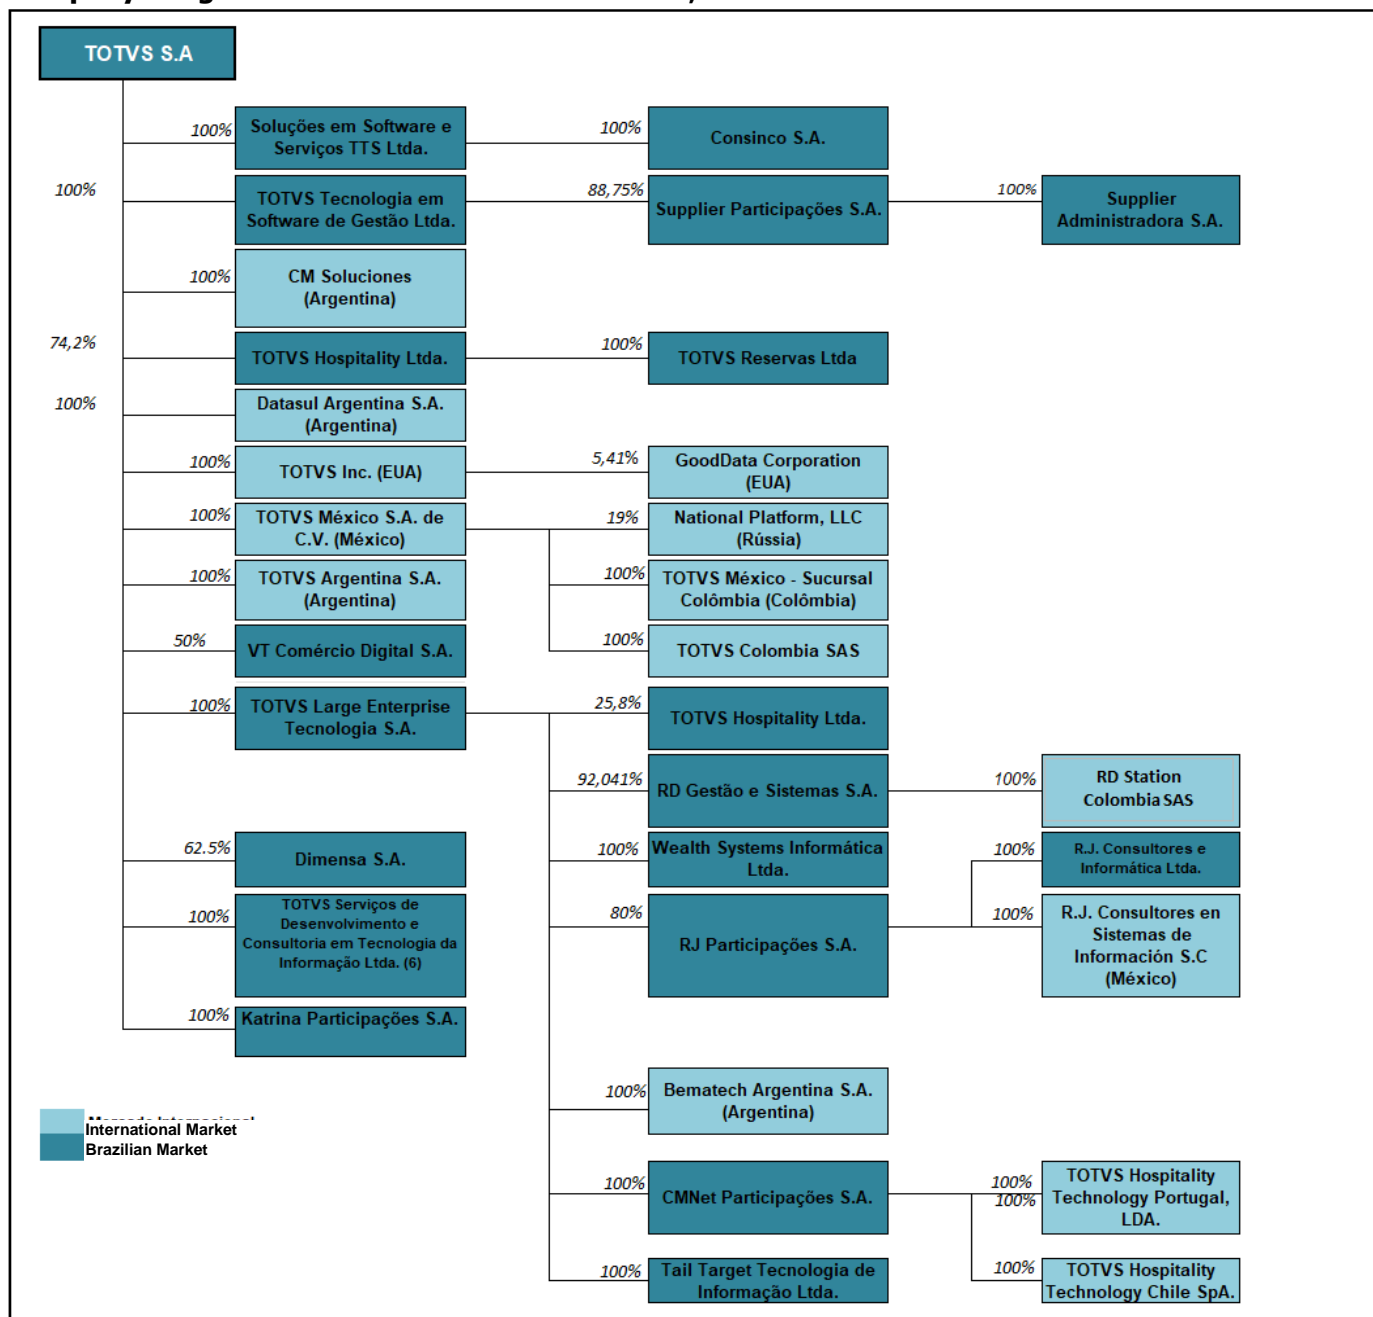 TOTVS S.A
100%
Soluções em Software e
Serviços TTS Ltda.
100%
Consinco S.A.
100%
TOTVS Tecnologia em
Software de Gestão Ltda.
88,75%
Supplier Participações S.A.
100%
Supplier
Administradora S.A.
100%
CM Soluciones
(Argentina)
74,2%
TOTVS Hospitality Ltda.
100%
TOTVS Reservas Ltda
100%
Datasul Argentina S.A.
(Argentina)
100%
TOTVS Inc. (EUA)
5,41%
GoodData Corporation
(EUA)
100%
TOTVS México S.A. de
C.V. (México)
19%
National Platform, LLC
(Rússia)
100%
TOTVS Argentina S.A.
(Argentina)
100%
TOTVS México - Sucursal
Colômbia (Colômbia)
50%
VT Comércio Digital S.A.
100%
TOTVS Colombia SAS
100%
TOTVS Large Enterprise
Tecnologia S.A.
25,8%
TOTVS Hospitality Ltda.
92,041%
RD Gestão e Sistemas S.A.
100%
RD Station
Colombia SAS
62.5%
Dimensa S.A.
100%
Wealth Systems Informática
Ltda.
100%
R.J. Consultores e
Informática Ltda.
100%
TOTVS Serviços de
Desenvolvimento e
Consultoria em Tecnologia da
Informação Ltda. (6)
80%
RJ Participações S.A.
100%
R.J. Consultores en
Sistemas de
Información S.C
(México)
100%
Katrina Participações S.A.
100%
Bematech Argentina S.A.
(Argentina)
International Market
Brazilian Market
100%
CMNet Participações S.A.
100%
100%
TOTVS Hospitality
Technology Portugal,
LDA.
100%
Tail Target Tecnologia de
Informação Ltda.
100%
TOTVS Hospitality
Technology Chile SpA.